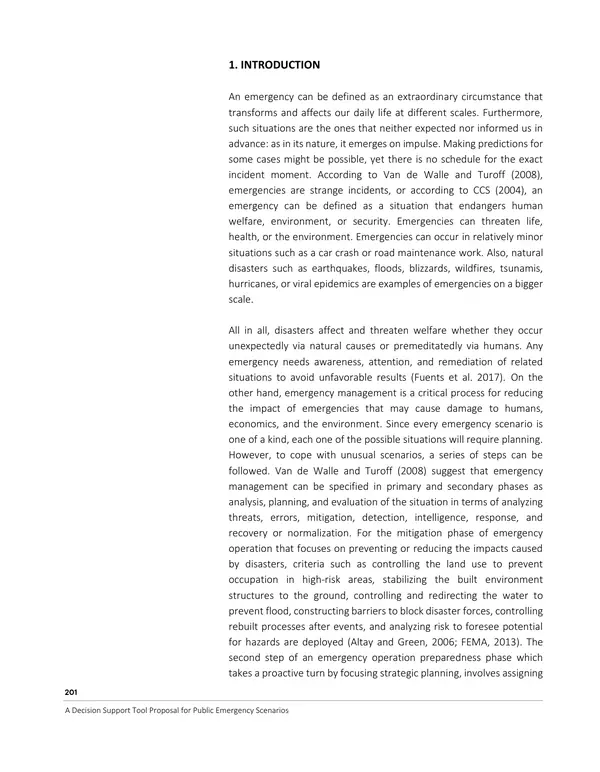 1. INTRODUCTION
An emergency can be defined as an extraordinary circumstance that
transforms and affects our daily life at different scales. Furthermore,
such situations are the ones that neither expected nor informed us in
advance: as in its nature, it emerges on impulse. Making predictions for
some cases might be possible, yet there is no schedule for the exact
incident moment. According to Van de Walle and Turoff (2008),
emergencies are strange incidents, or according to CCS (2004), an
emergency can be defined as a situation that endangers human
welfare, environment, or security. Emergencies can threaten life,
health, or the environment. Emergencies can occur in relatively minor
situations such as a car crash or road maintenance work. Also, natural
disasters such as earthquakes, floods, blizzards, wildfires, tsunamis,
hurricanes, or viral epidemics are examples of emergencies on a bigger
scale.
All in all, disasters affect and threaten welfare whether they occur
unexpectedly via natural causes or premeditatedly via humans. Any
emergency needs awareness, attention, and remediation of related
situations to avoid unfavorable results (Fuents et al. 2017). On the
other hand, emergency management is a critical process for reducing
the impact of emergencies that may cause damage to humans,
economics, and the environment. Since every emergency scenario is
one of a kind, each one of the possible situations will require planning.
However, to cope with unusual scenarios, a series of steps can be
followed. Van de Walle and Turoff (2008) suggest that emergency
management can be specified in primary and secondary phases as
analysis, planning, and evaluation of the situation in terms of analyzing
threats, errors, mitigation, detection, intelligence, response, and
recovery or normalization. For the mitigation phase of emergency
operation that focuses on preventing or reducing the impacts caused
by disasters, criteria such as controlling the land use to prevent
occupation in high-risk areas, stabilizing the built environment
structures to the ground, controlling and redirecting the water to
prevent flood, constructing barriers to block disaster forces, controlling
rebuilt processes after events, and analyzing risk to foresee potential
for hazards are deployed (Altay and Green, 2006; FEMA, 2013). The
second step of an emergency operation preparedness phase which
takes a proactive turn by focusing strategic planning, involves assigning
201
A Decision Support Tool Proposal for Public Emergency Scenarios